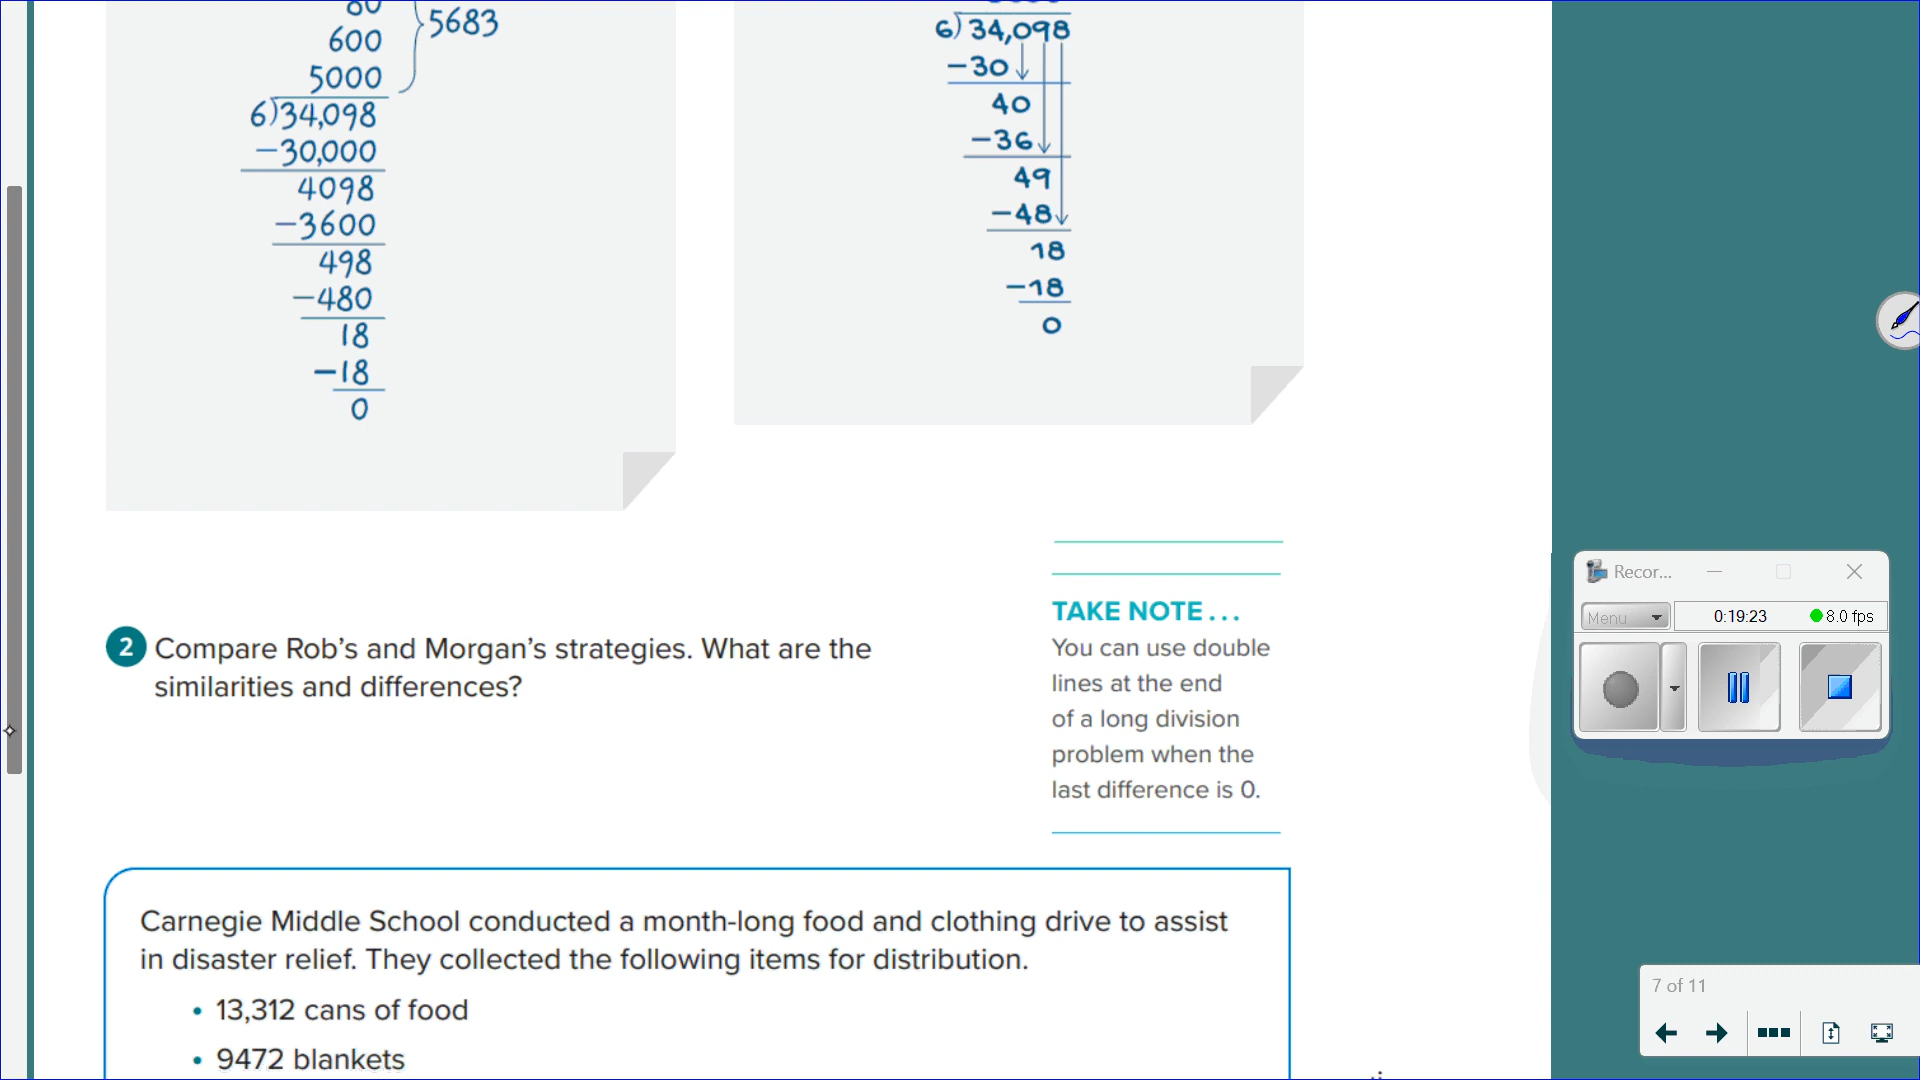 80
600
5000
5683
6)34,098
−30,000
4098
−3600
498
−480
18
−18
0
6)34,098
−30
40
−36
49
−48
18
−18
0
2 Compare Rob's and Morgan's strategies. What are the
similarities and differences?
TAKE NOTE . . .
You can use double
lines at the end
of a long division
problem when the
last difference is 0.
Carnegie Middle School conducted a month-long food and clothing drive to assist
in disaster relief. They collected the following items for distribution.
• 13,312 cans of food
• 9472 blankets
Recor...
Menu
0:19:23
8.0 fps
7 of 11